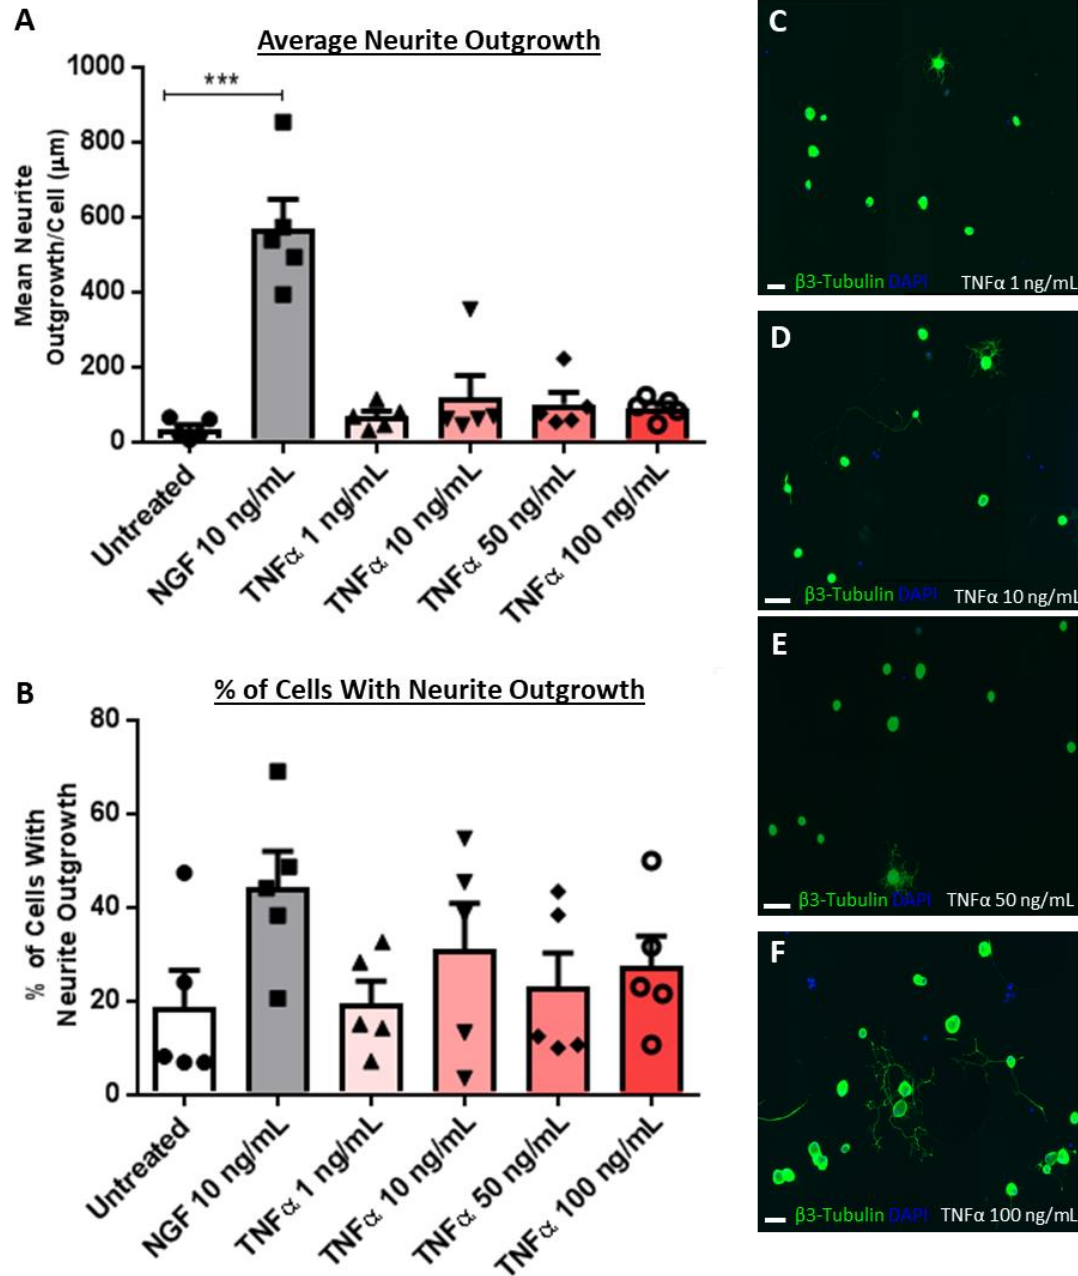 A
Average Neurite Outgrowth
Mean Neurite
Outgrowth/Cell (μm)
1000
800
600
400
200
0
***
Untreated
NGF 10 ng/mL
TNFα 1 ng/mL
TNFα 10 ng/mL
TNFα 50 ng/mL
TNFα 100 ng/mL
B
% of Cells With Neurite Outgrowth
% of Cells With
Neurite Outgrowth
80
60
40
20
0
Untreated
NGF 10 ng/mL
TNFα 1 ng/mL
TNFα 10 ng/mL
TNFα 50 ng/mL
TNFα 100 ng/mL
C
β3-Tubulin DAPI TNFα 1 ng/mL
D
β3-Tubulin DAPI TNFα 10 ng/mL
E
β3-Tubulin DAPI TNFα 50 ng/mL
F
β3-Tubulin DAPI TNFα 100 ng/mL